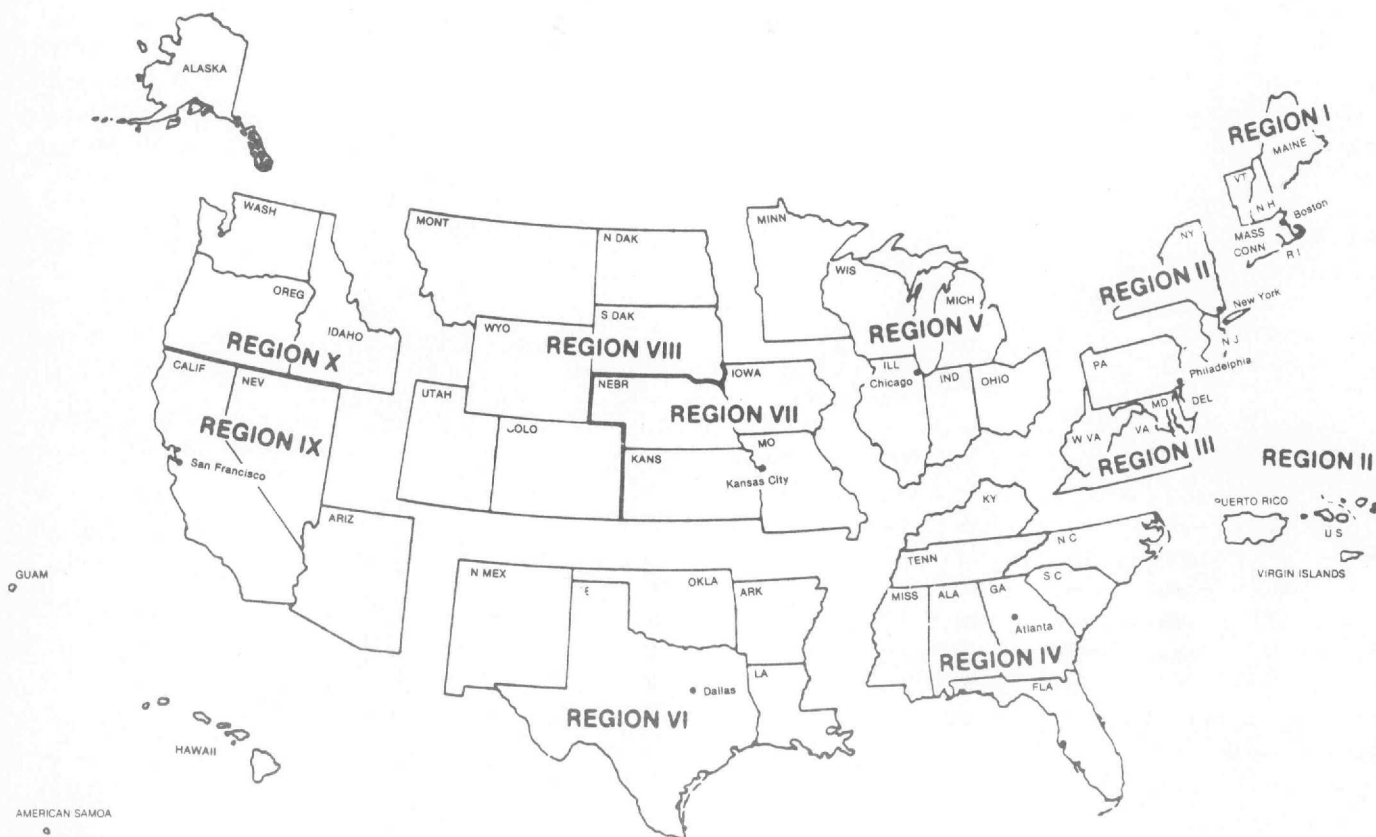 ALASKA
REGION I
MAINE
VT
N H
Boston
MASS
CONN
R I
WASH
MONT
N DAK
MINN
NY
WIS
REGION II
OREG
MICH
New York
S DAK
WYO
IDAHO
REGION V
REGION VIII
N J
REGION X
PA
Philadelphia
CALIF
NEV
UTAH
NEBR
IOWA
ILL
Chicago
IND
OHIO
MD
DEL
REGION VII
REGION IX
W VA
VA
REGION III
REGION II
San Francisco
KANS
MO
Kansas City
KY
PUERTO RICO
U S
VIRGIN ISLANDS
ARIZ
N C
TENN
GUAM
N MEX
OKLA
ARK
MISS
ALA
GA
S C
Atlanta
REGION IV
LA
Dallas
FLA
REGION VI
HAWAII
AMERICAN SAMOA